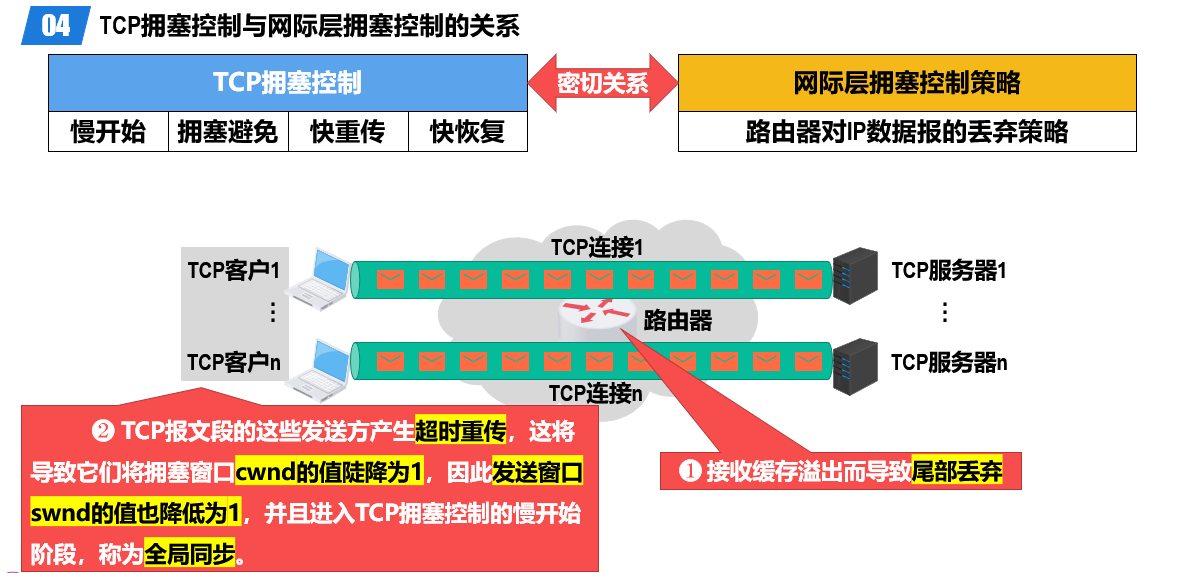 04 TCP拥塞控制与网际层拥塞控制的关系
TCP拥塞控制
密切关系
网际层拥塞控制策略
慢开始 拥塞避免 快重传 快恢复
路由器对IP数据报的丢弃策略
TCP连接1
TCP客户1
TCP服务器1
⋮
⋮
路由器
TCP客户n
TCP服务器n
TCP连接n
❷ TCP报文段的这些发送方产生超时重传，这将
导致它们将拥塞窗口cwnd的值陡降为1，因此发送窗口
swnd的值也降低为1，并且进入TCP拥塞控制的慢开始
阶段，称为全局同步。
❶ 接收缓存溢出而导致尾部丢弃